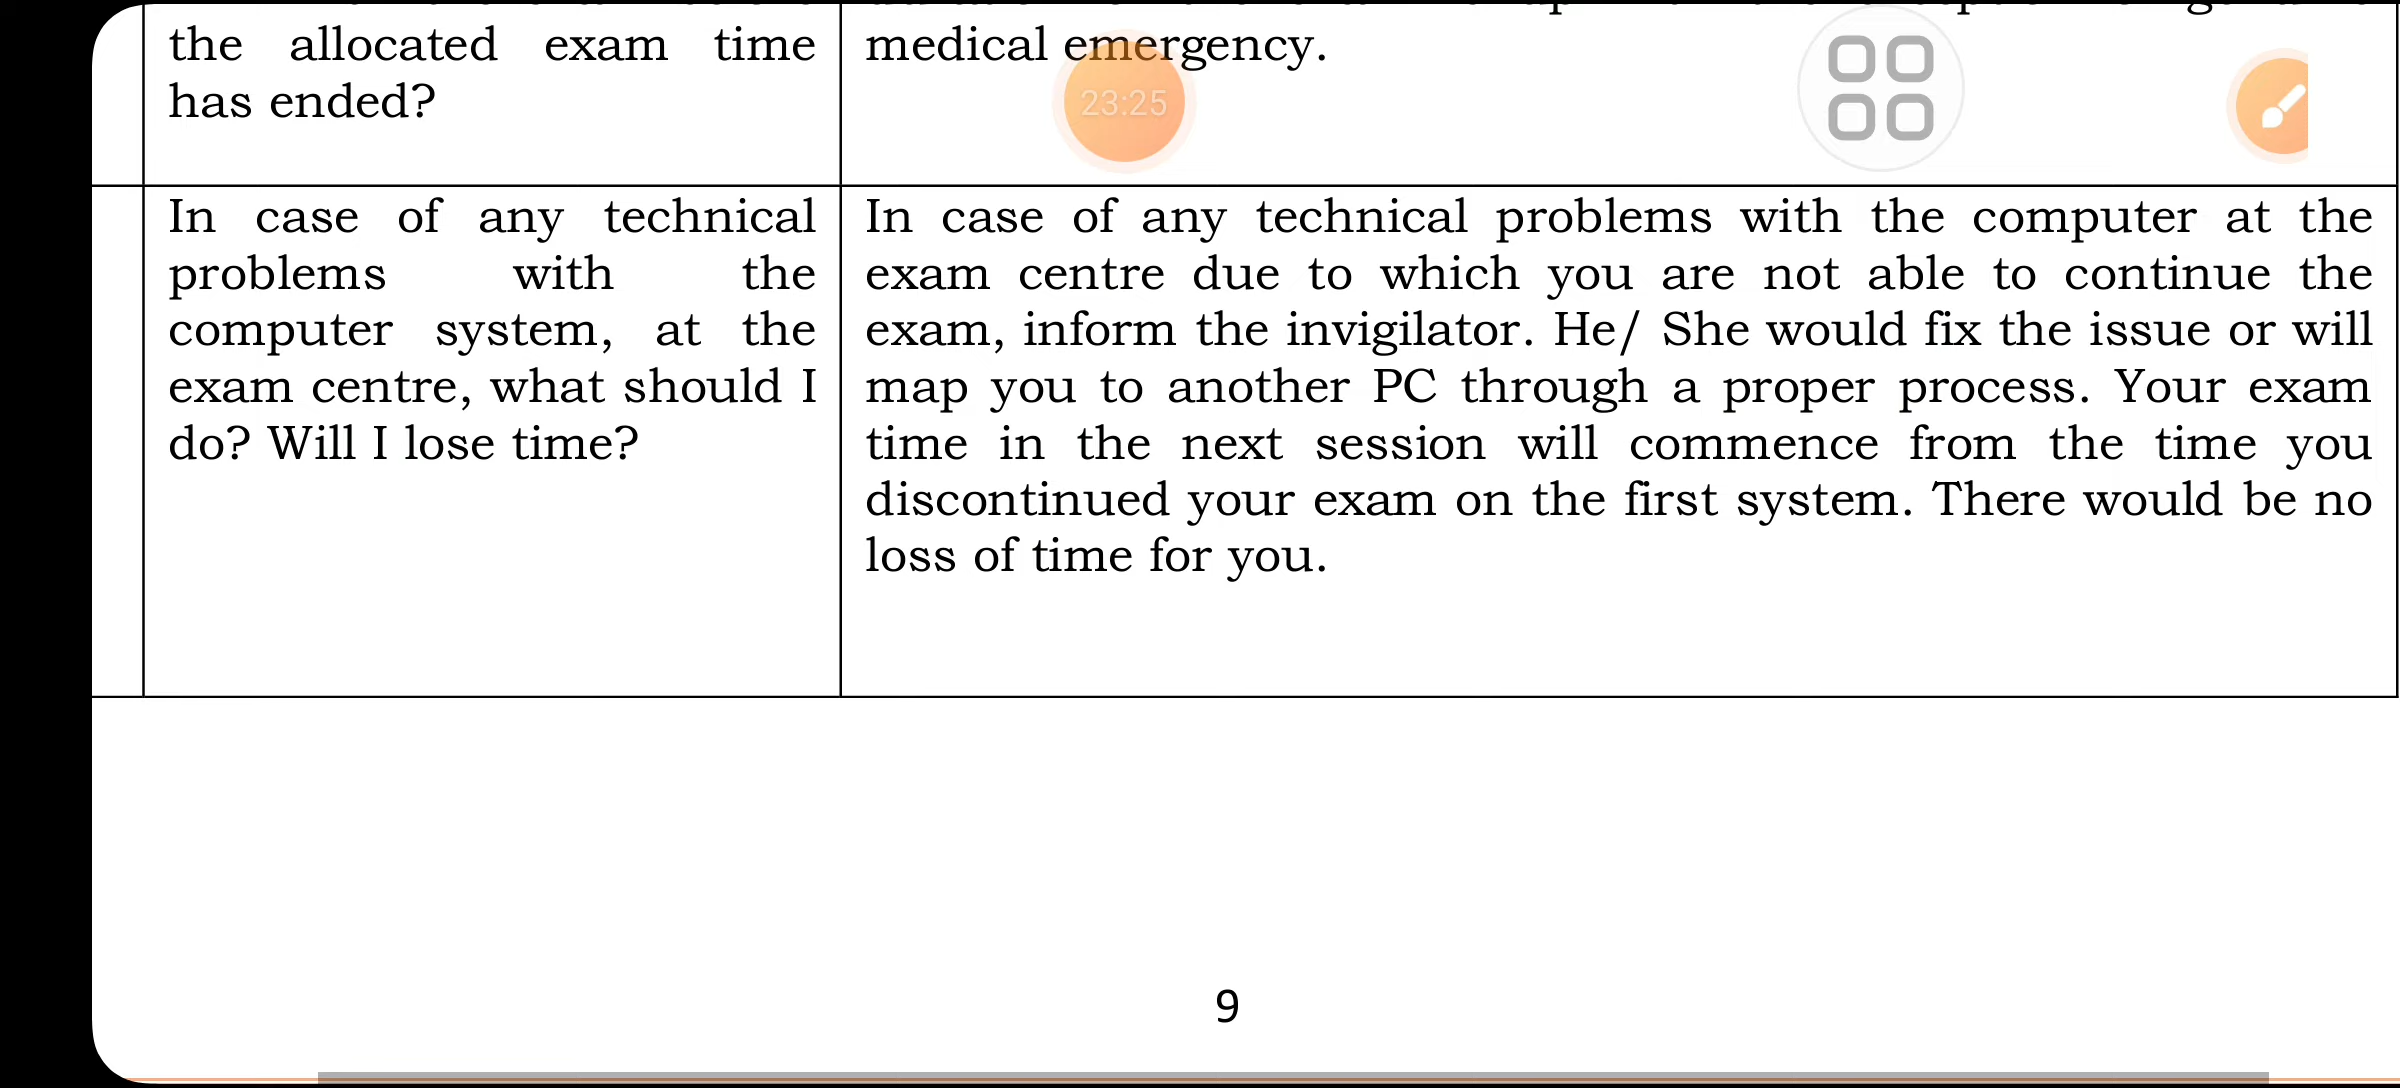 the allocated exam time
has ended?
medical emergency.
23:25
In case of any technical
problems with the
computer system, at the
exam centre, what should I
do? Will I lose time?
In case of any technical problems with the computer at the
exam centre due to which you are not able to continue the
exam, inform the invigilator. He/ She would fix the issue or will
map you to another PC through a proper process. Your exam
time in the next session will commence from the time you
discontinued your exam on the first system. There would be no
loss of time for you.
9